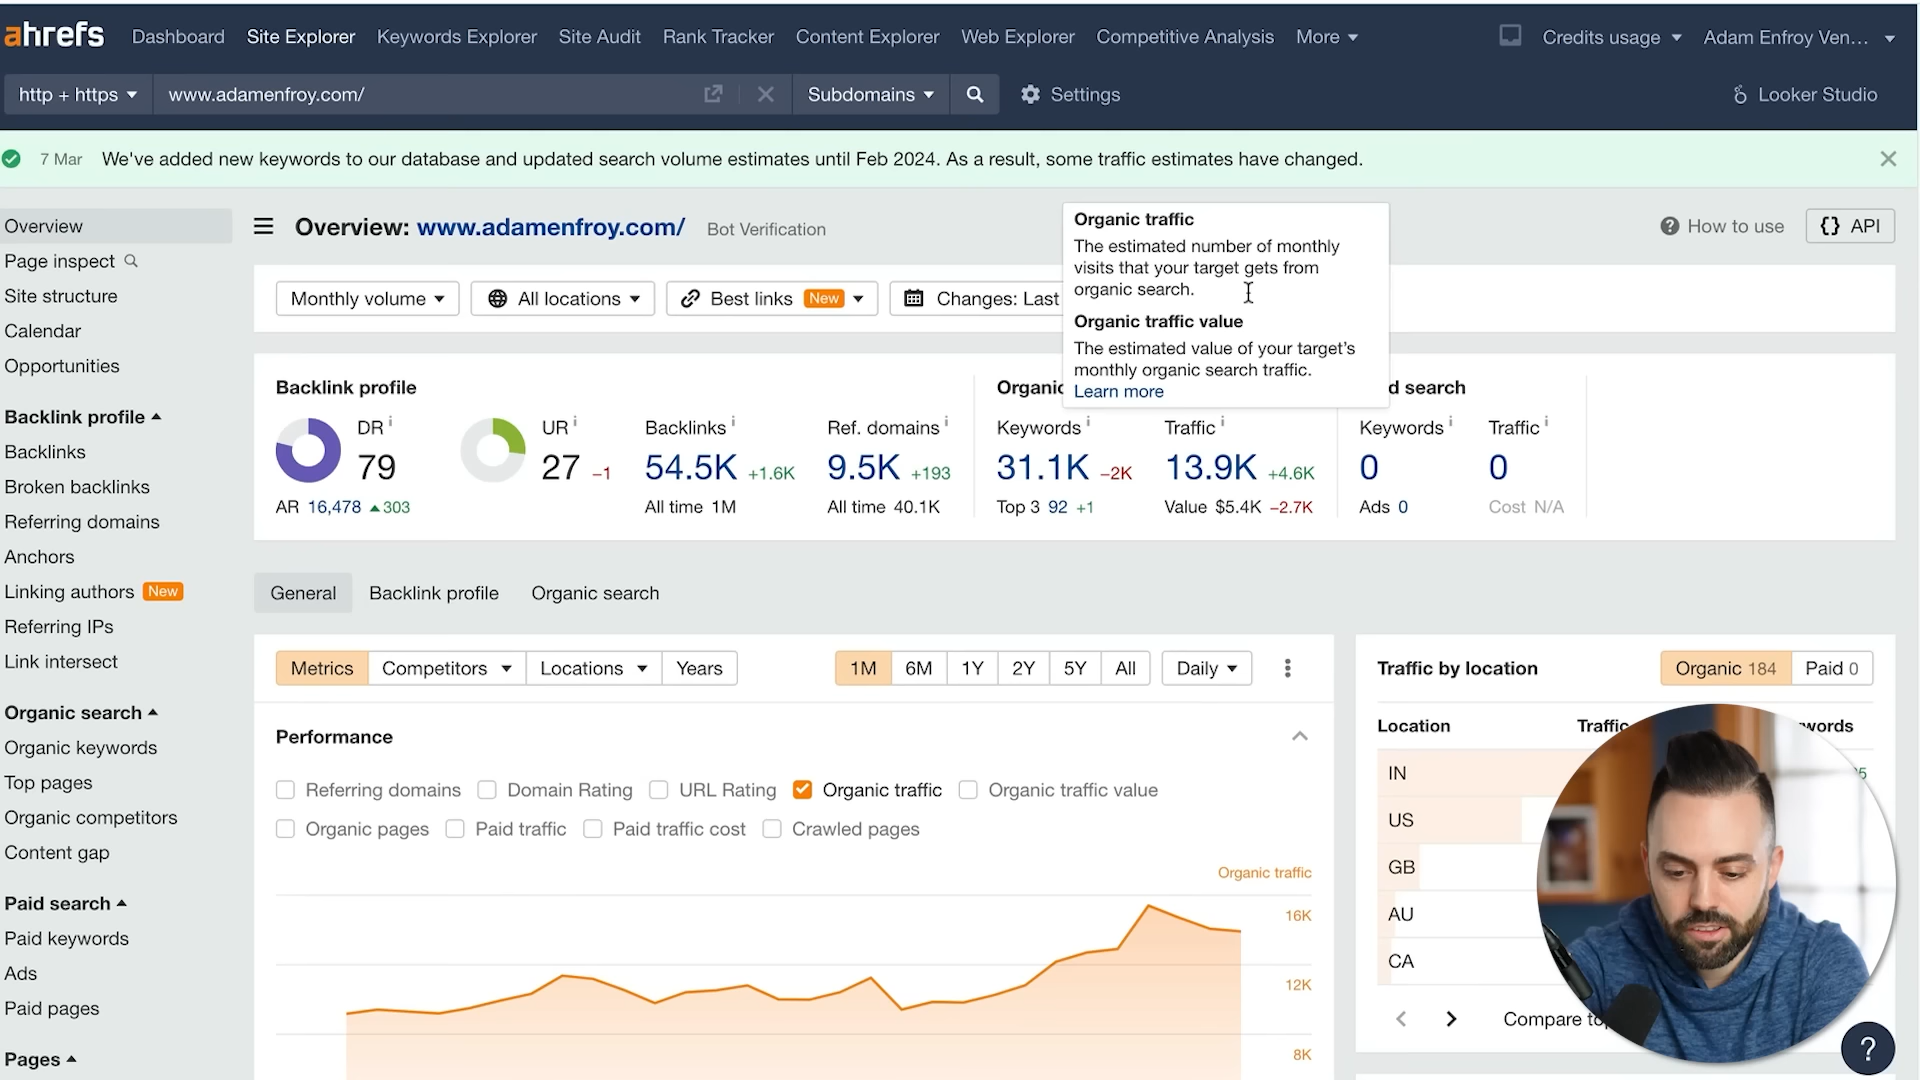 ahrefs Dashboard Site Explorer Keywords Explorer Site Audit Rank Tracker Content Explorer Web Explorer Competitive Analysis More Credits usage Adam Enfroy Ven...
http + https www.adamenfroy.com/ Subdomains Settings Looker Studio
7 Mar We've added new keywords to our database and updated search volume estimates until Feb 2024. As a result, some traffic estimates have changed.
Overview
Page inspect
Site structure
Calendar
Opportunities
Backlink profile
Backlinks
Broken backlinks
Referring domains
Anchors
Linking authors New
Referring IPs
Link intersect
Organic search
Organic keywords
Top pages
Organic competitors
Content gap
Paid search
Paid keywords
Ads
Paid pages
Pages
Overview: www.adamenfroy.com/ Bot Verification
How to use {} API
Organic traffic
The estimated number of monthly
visits that your target gets from
organic search.
Organic traffic value
The estimated value of your target's
monthly organic search traffic.
Learn more
Monthly volume All locations Best links New Changes: Last
Backlink profile
DR i
79
AR 16,478 303
UR i
27 −1
Backlinks i
54.5K +1.6K
All time 1M
Ref. domains i
9.5K +193
All time 40.1K
Organic
Keywords i
31.1K −2K
Top 3 92 +1
Traffic i
13.9K +4.6K
Value $5.4K −2.7K
d search
Keywords i
0
Ads 0
Traffic i
0
Cost N/A
General Backlink profile Organic search
Metrics Competitors Locations Years 1M 6M 1Y 2Y 5Y All Daily
Performance
Referring domains Domain Rating URL Rating Organic traffic Organic traffic value
Organic pages Paid traffic Paid traffic cost Crawled pages
Organic traffic
16K
12K
8K
Traffic by location Organic 184 Paid 0
Location Traffic words
IN 5
US
GB
AU
CA
Compare to
?